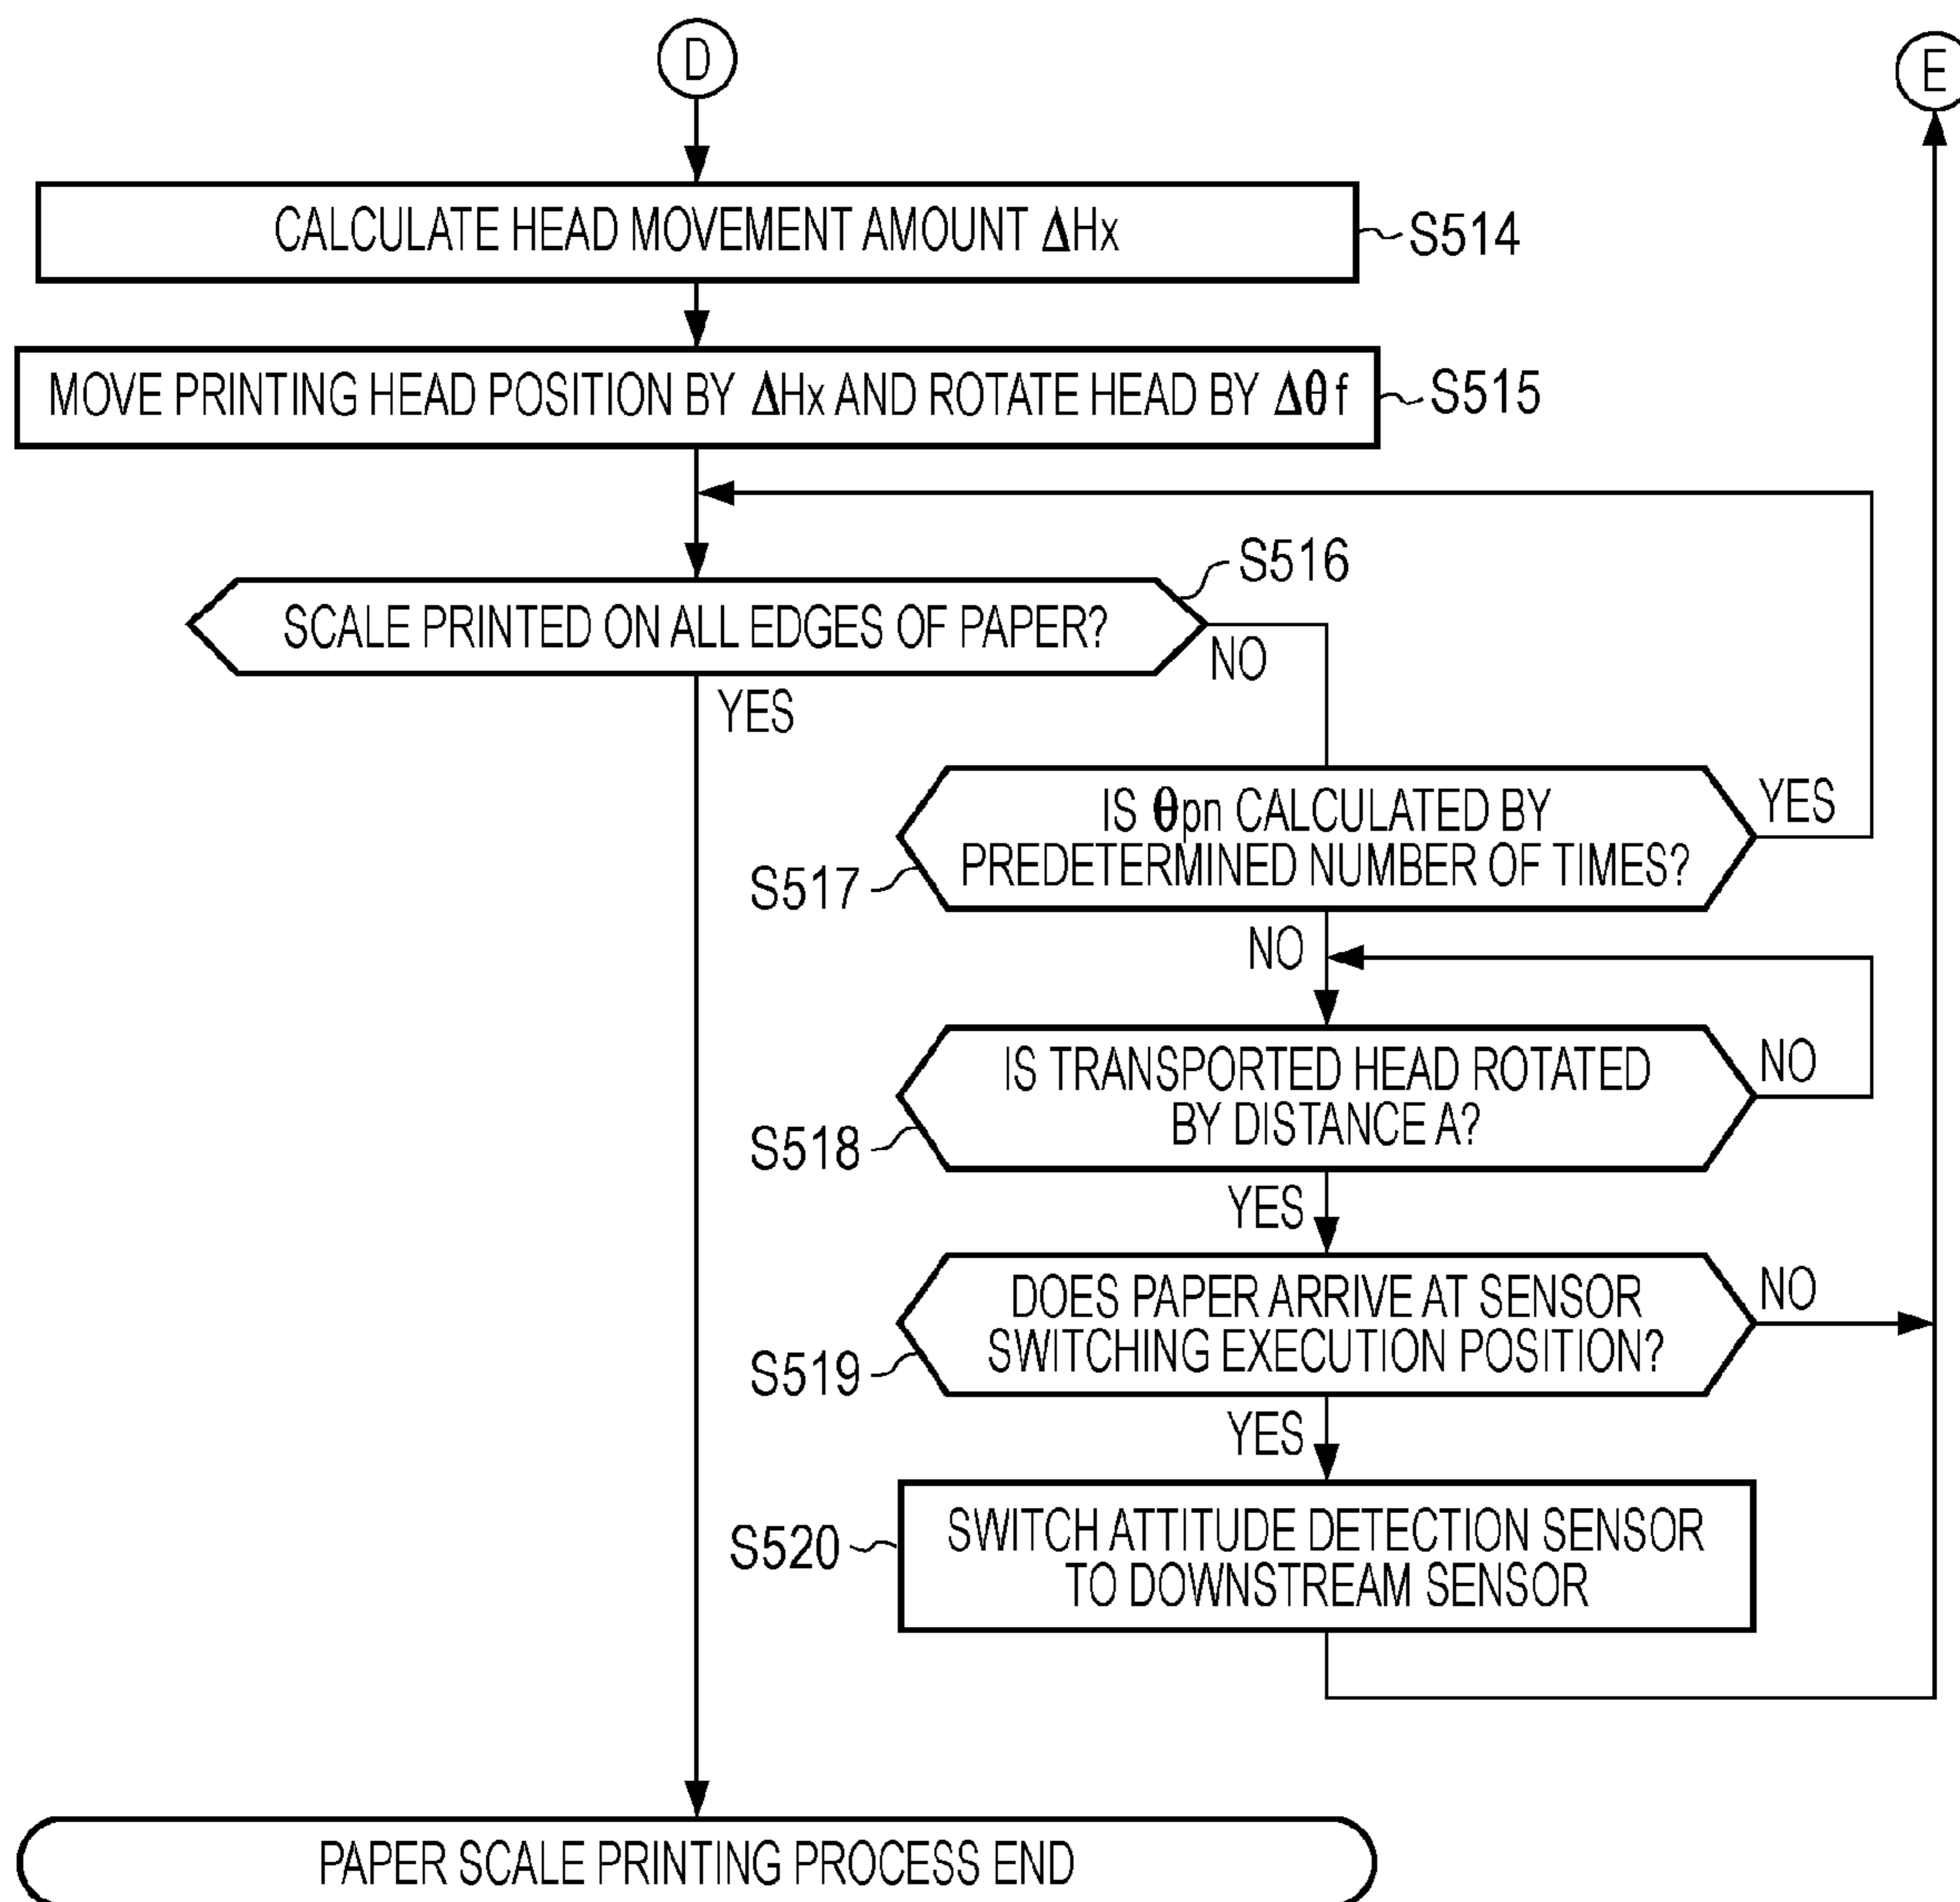 D
E
CALCULATE HEAD MOVEMENT AMOUNT ΔHx
S514
MOVE PRINTING HEAD POSITION BY ΔHx AND ROTATE HEAD BY Δθf
S515
S516
SCALE PRINTED ON ALL EDGES OF PAPER?
NO
YES
IS θpn CALCULATED BY
PREDETERMINED NUMBER OF TIMES?
YES
S517
NO
IS TRANSPORTED HEAD ROTATED
BY DISTANCE A?
NO
S518
YES
DOES PAPER ARRIVE AT SENSOR
SWITCHING EXECUTION POSITION?
NO
S519
YES
SWITCH ATTITUDE DETECTION SENSOR
TO DOWNSTREAM SENSOR
S520
PAPER SCALE PRINTING PROCESS END